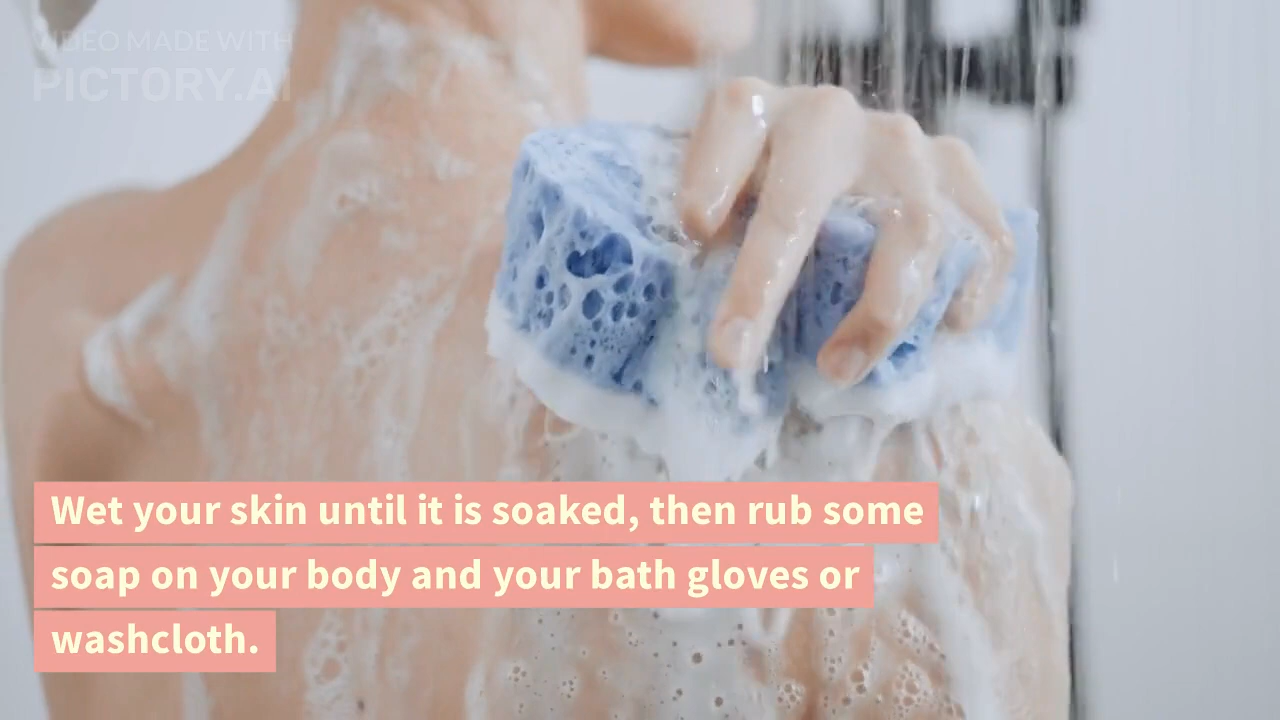 VIDEO MADE WITH
PICTORY.AI
Wet your skin until it is soaked, then rub some
soap on your body and your bath gloves or
washcloth.